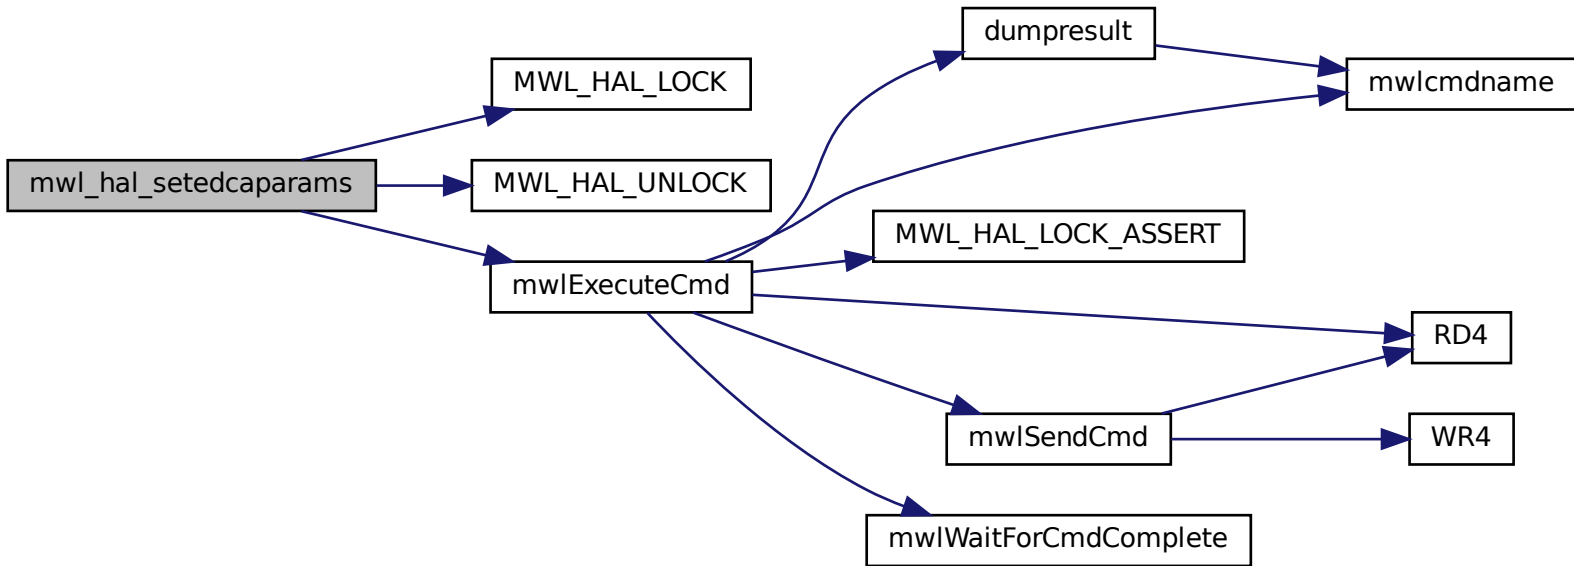 dumpresult
MWL_HAL_LOCK
mwlcmdname
mwl_hal_setedcaparams
MWL_HAL_UNLOCK
MWL_HAL_LOCK_ASSERT
mwlExecuteCmd
RD4
mwlSendCmd
WR4
mwlWaitForCmdComplete